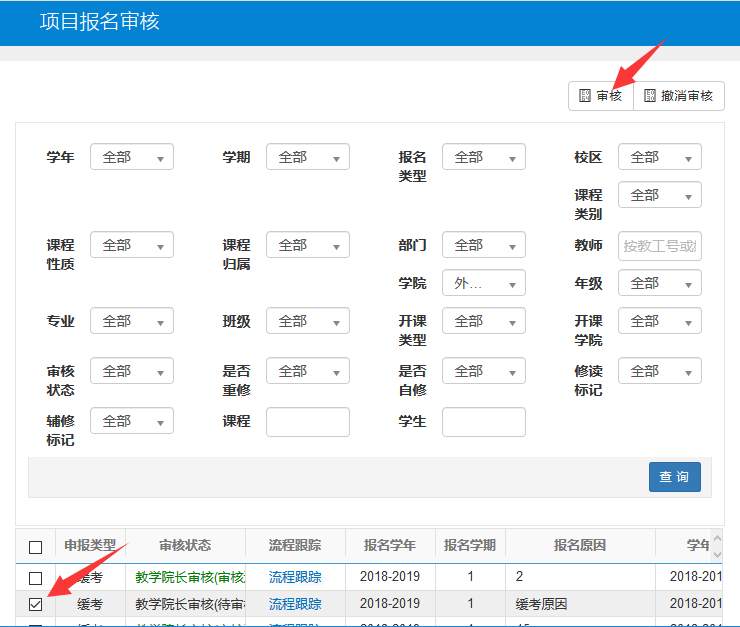 项目报名审核
审核 撤消审核
学年 全部 学期 全部 报名类型 全部 校区 全部
课程类别 全部
课程性质 全部 课程归属 全部 部门 全部 教师 按教工号或
学院 外... 年级 全部
专业 全部 班级 全部 开课类型 全部 开课学院 全部
审核状态 全部 是否重修 全部 是否自修 全部 修读标记 全部
辅修标记 全部 课程 学生
查 询
申报类型 审核状态 流程跟踪 报名学年 报名学期 报名原因 学年
缓考 教学院长审核(审核 流程跟踪 2018-2019 1 2 2018-201
缓考 教学院长审核(待审 流程跟踪 2018-2019 1 缓考原因 2018-201